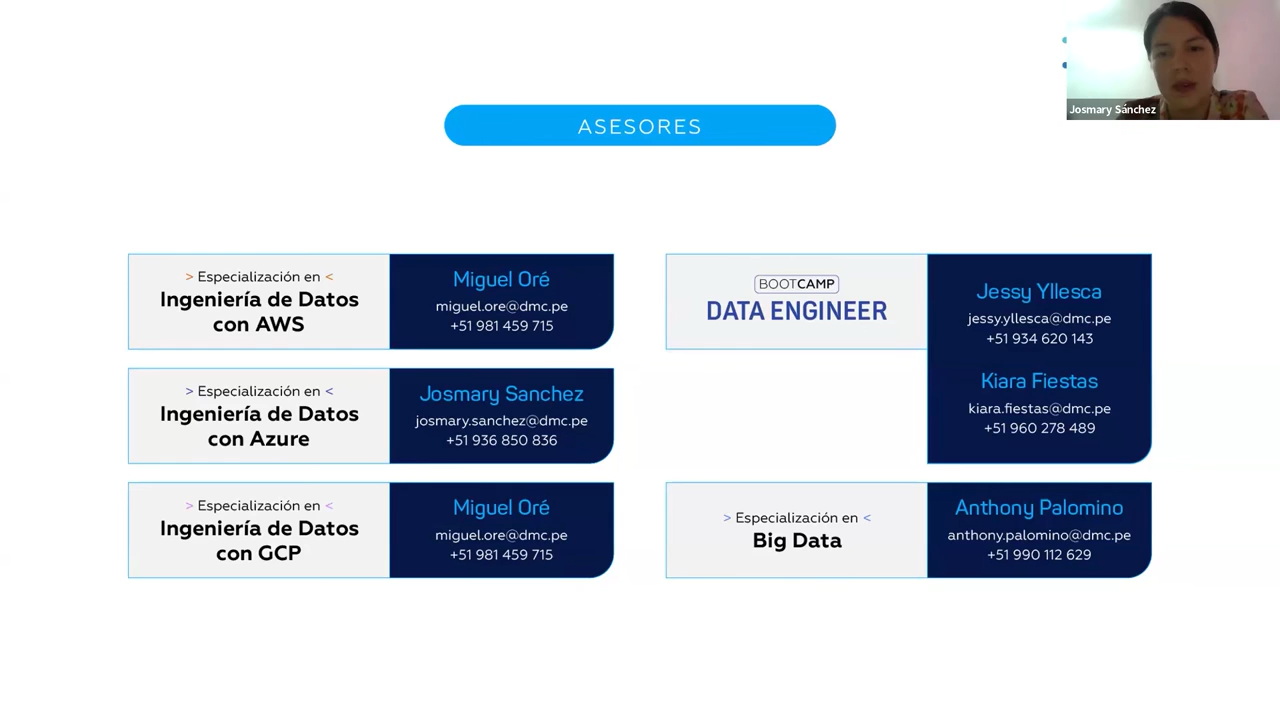 Josmary Sánchez
ASESORES
> Especialización en <
Ingeniería de Datos
con AWS
Miguel Oré
miguel.ore@dmc.pe
+51 981 459 715
> Especialización en <
Ingeniería de Datos
con Azure
Josmary Sanchez
josmary.sanchez@dmc.pe
+51 936 850 836
> Especialización en <
Ingeniería de Datos
con GCP
Miguel Oré
miguel.ore@dmc.pe
+51 981 459 715
BOOTCAMP
DATA ENGINEER
Jessy Yllesca
jessy.yllesca@dmc.pe
+51 934 620 143
Kiara Fiestas
kiara.fiestas@dmc.pe
+51 960 278 489
> Especialización en <
Big Data
Anthony Palomino
anthony.palomino@dmc.pe
+51 990 112 629